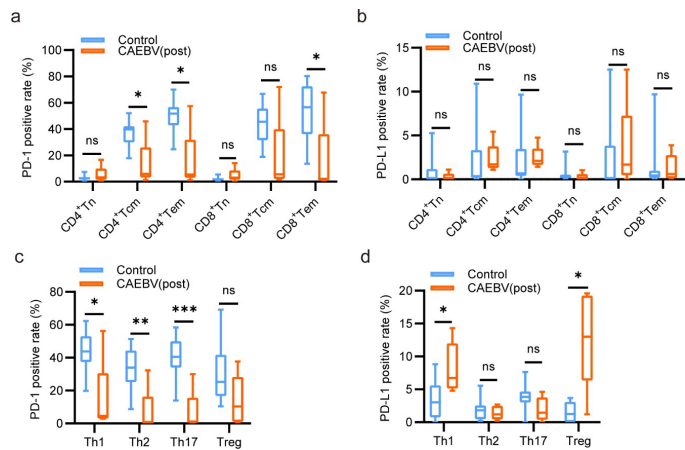 a
Control
CAEBV(post)
PD-1 positive rate (%)
100
80
60
40
20
0
ns
*
*
ns
ns
*
CD4⁺Tn
CD4⁺Tcm
CD4⁺Tem
CD8⁺Tn
CD8⁺Tcm
CD8⁺Tem
b
Control
CAEBV(post)
PD-L1 positive rate (%)
15
10
5
0
ns
ns
ns
ns
ns
ns
CD4⁺Tn
CD4⁺Tcm
CD4⁺Tem
CD8⁺Tn
CD8⁺Tcm
CD8⁺Tem
c
Control
CAEBV(post)
PD-1 positive rate (%)
80
60
40
20
0
*
**
***
ns
Th1 Th2 Th17 Treg
d
Control
CAEBV(post)
PD-L1 positive rate (%)
20
15
10
5
0
*
ns
ns
*
Th1 Th2 Th17 Treg